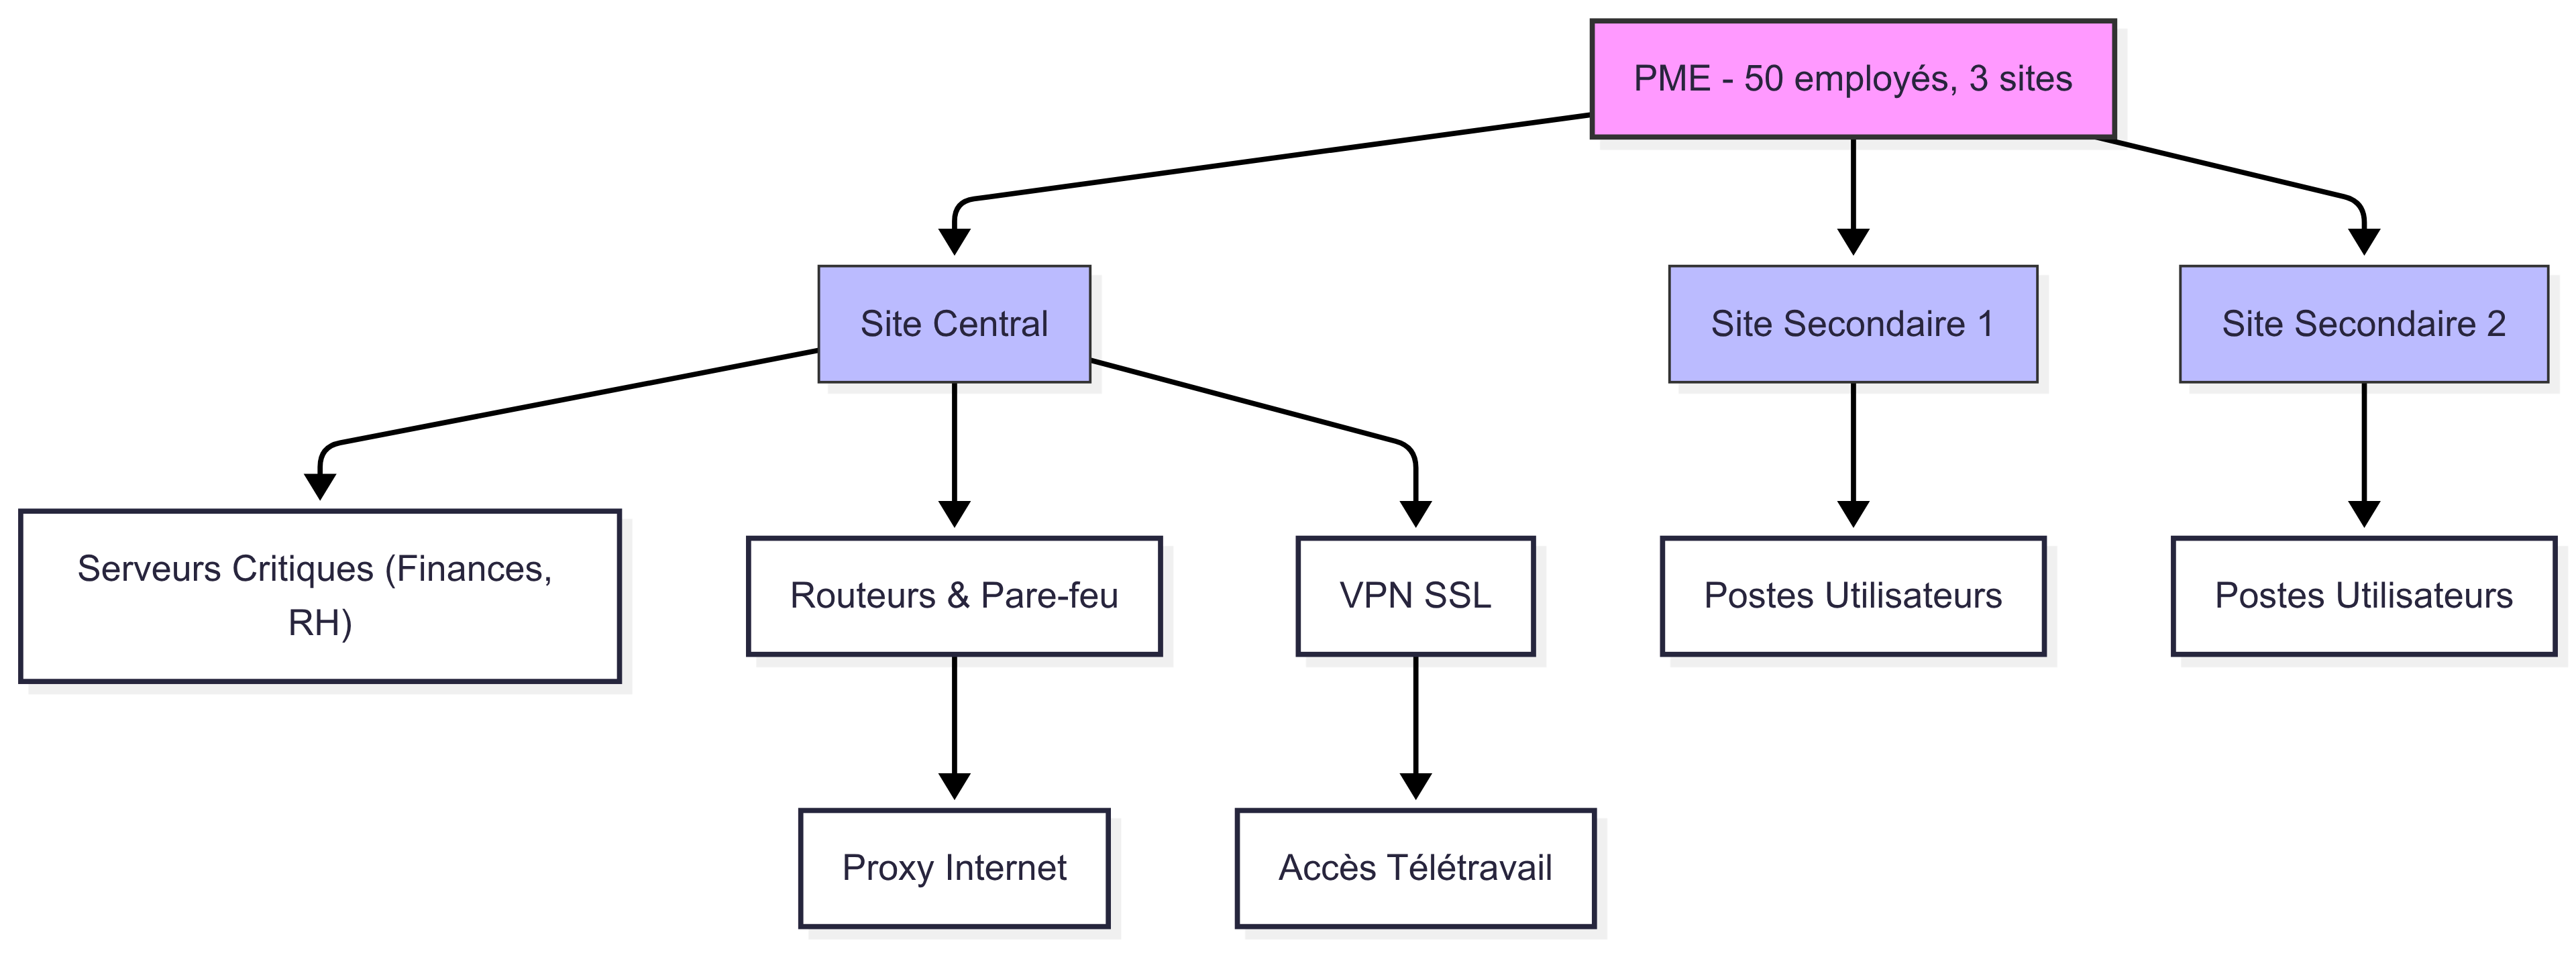 PME - 50 employés, 3 sites
Site Central
Site Secondaire 1
Site Secondaire 2
Serveurs Critiques (Finances,
RH)
Routeurs & Pare-feu
VPN SSL
Postes Utilisateurs
Postes Utilisateurs
Proxy Internet
Accès Télétravail